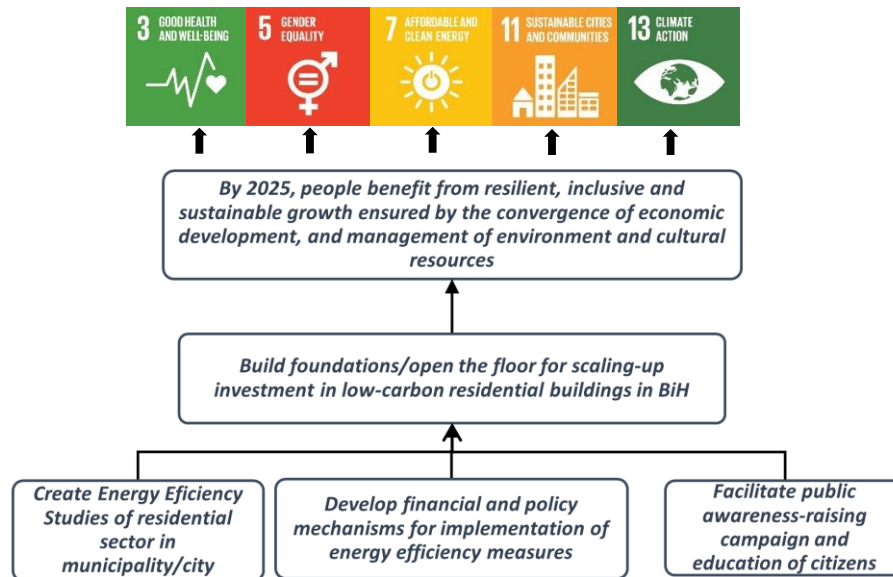 3 GOOD HEALTH
AND WELL-BEING
5 GENDER
EQUALITY
7 AFFORDABLE AND
CLEAN ENERGY
11 SUSTAINABLE CITIES
AND COMMUNITIES
13 CLIMATE
ACTION
By 2025, people benefit from resilient, inclusive and
sustainable growth ensured by the convergence of economic
development, and management of environment and cultural
resources
Build foundations/open the floor for scaling-up
investment in low-carbon residential buildings in BiH
Create Energy Eficiency
Studies of residential
sector in
municipality/city
Develop financial and policy
mechanisms for implementation of
energy efficiency measures
Facilitate public
awareness-raising
campaign and
education of citizens